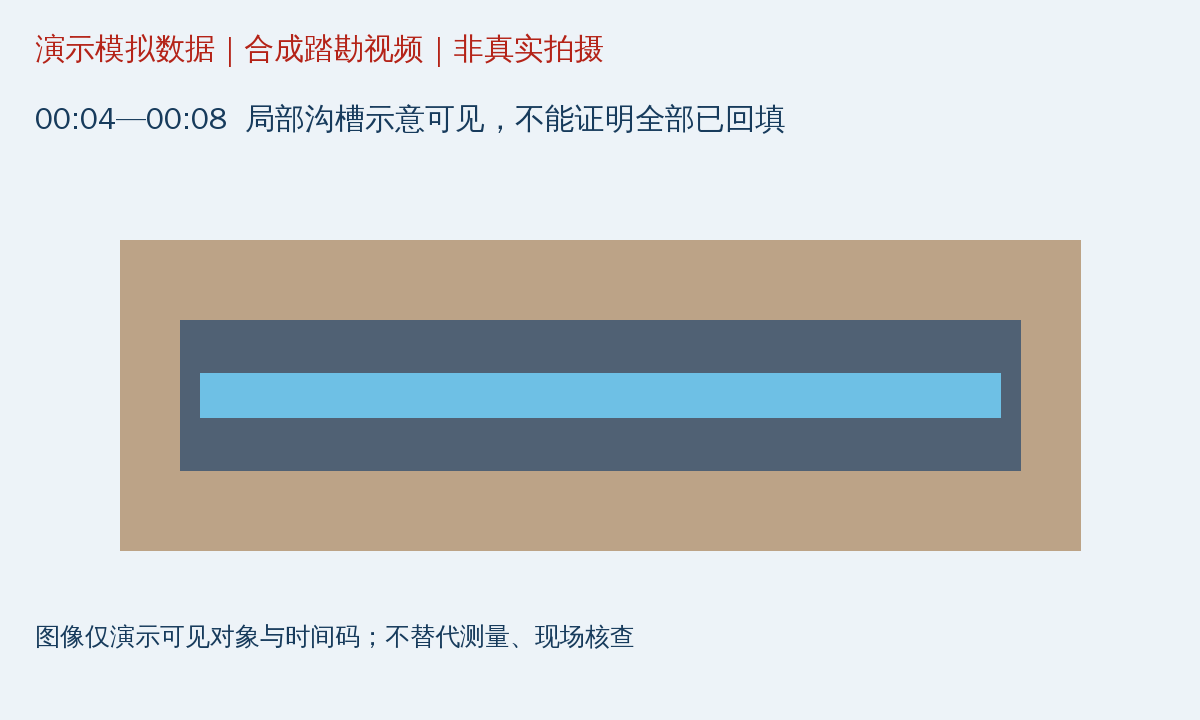 演示模拟数据｜合成踏勘视频｜非真实拍摄
00:04—00:08 局部沟槽示意可见，不能证明全部已回填
图像仅演示可见对象与时间码；不替代测量、现场核查